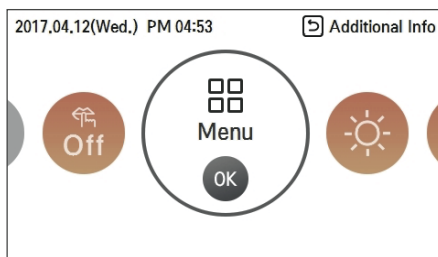 2017.04.12(Wed.) PM 04:53
Additional Info
Off
Menu
OK